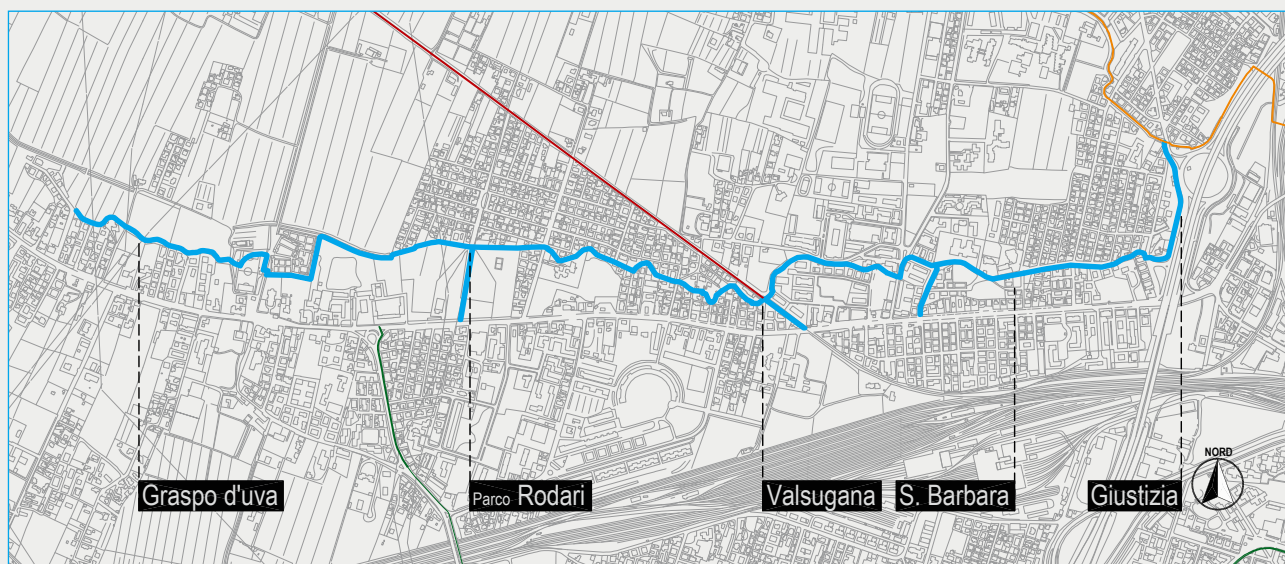 NORD
Graspo d'uva
Parco Rodari
Valsugana
S. Barbara
Giustizia